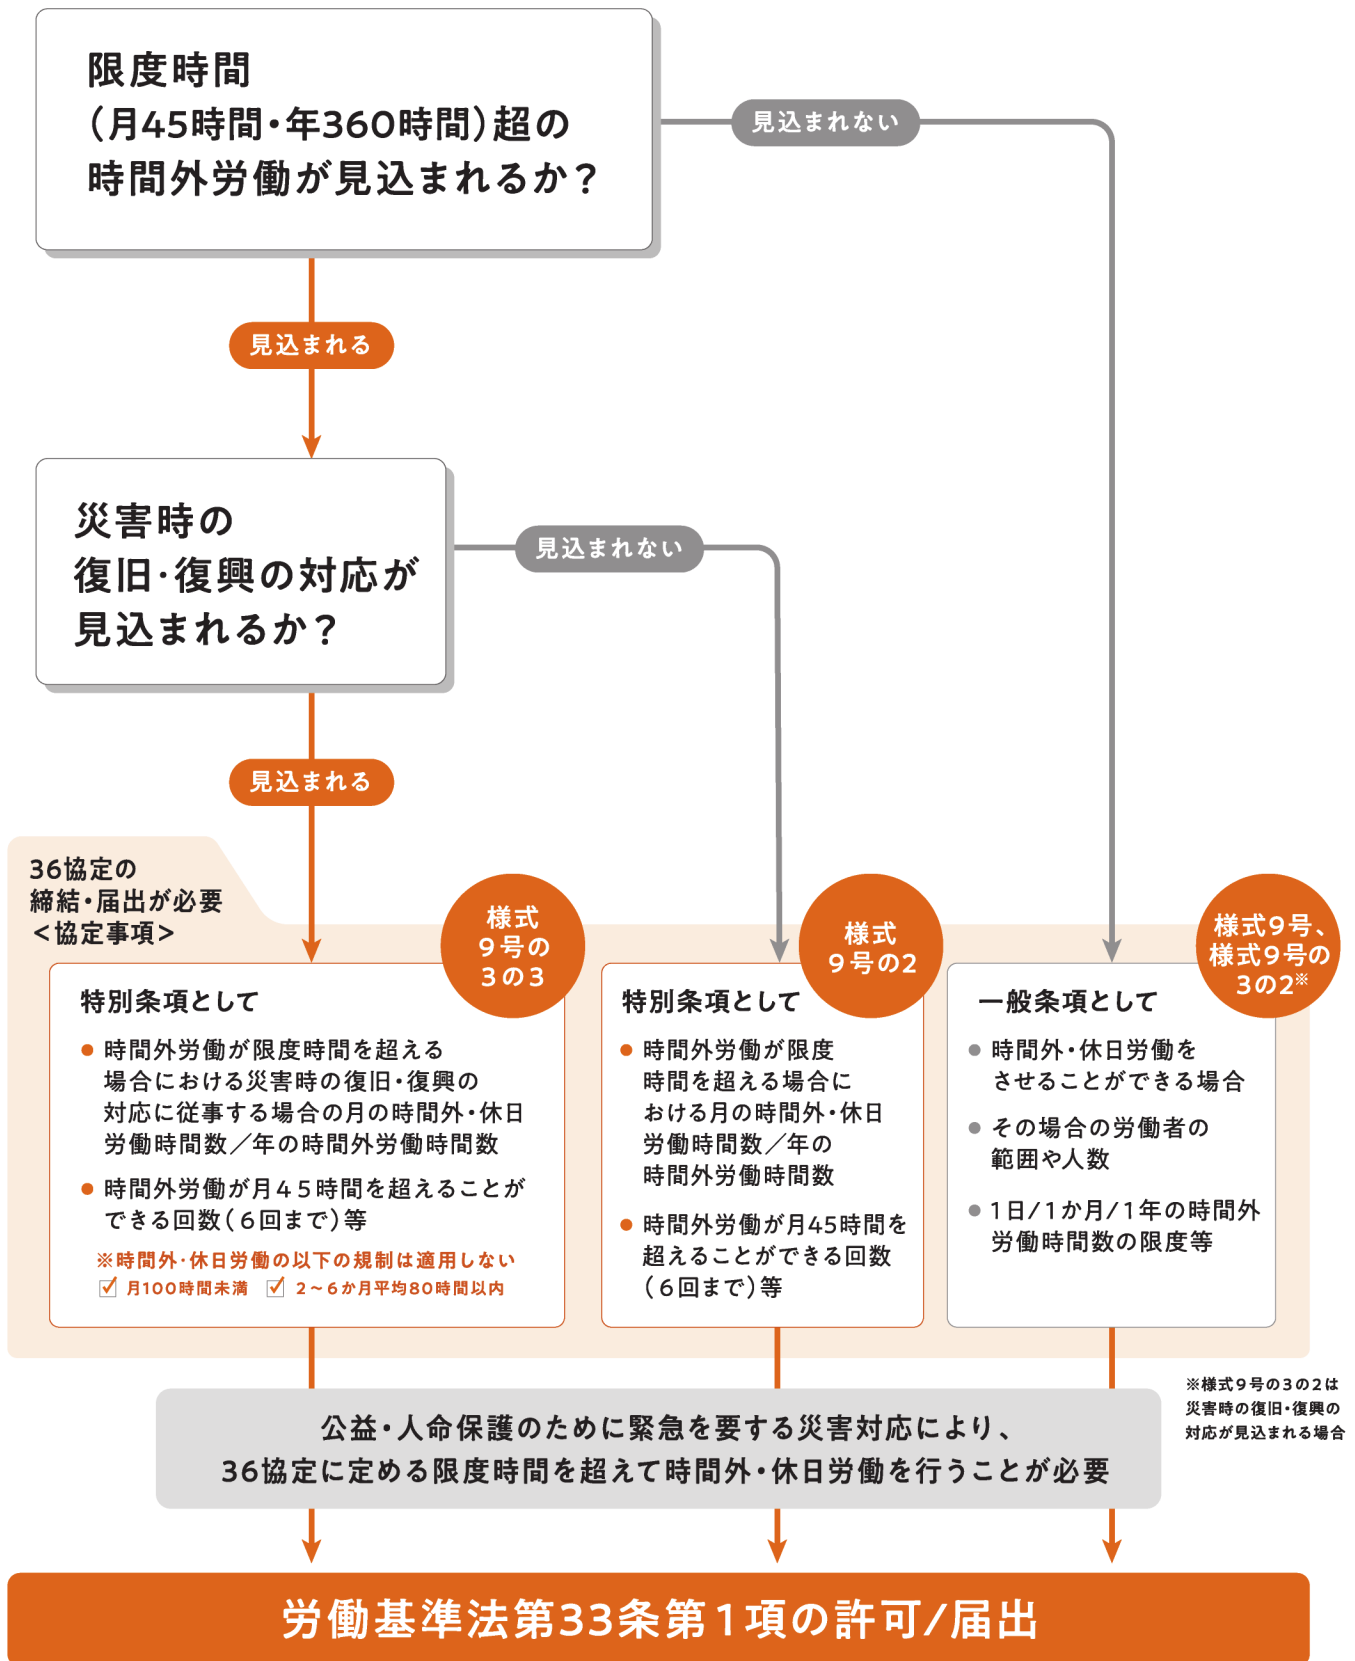 限度時間
（月45時間・年360時間）超の
時間外労働が見込まれるか？
見込まれない
見込まれる
災害時の
復旧・復興の対応が
見込まれるか？
見込まれない
見込まれる
36協定の
締結・届出が必要
＜協定事項＞
様式
9号の
3の3
特別条項として
● 時間外労働が限度時間を超える
場合における災害時の復旧・復興の
対応に従事する場合の月の時間外・休日
労働時間数／年の時間外労働時間数
● 時間外労働が月４５時間を超えることが
できる回数（６回まで）等
※時間外・休日労働の以下の規制は適用しない
☑ 月100時間未満 ☑ 2～6か月平均80時間以内
様式
9号の2
特別条項として
● 時間外労働が限度
時間を超える場合に
おける月の時間外・休日
労働時間数／年の
時間外労働時間数
● 時間外労働が月45時間を
超えることができる回数
（６回まで）等
様式9号、
様式9号の
3の2※
一般条項として
● 時間外・休日労働を
させることができる場合
● その場合の労働者の
範囲や人数
● 1日/1か月/1年の時間外
労働時間数の限度等
※様式９号の３の２は
災害時の復旧・復興の
対応が見込まれる場合
公益・人命保護のために緊急を要する災害対応により、
36協定に定める限度時間を超えて時間外・休日労働を行うことが必要
労働基準法第33条第１項の許可/届出